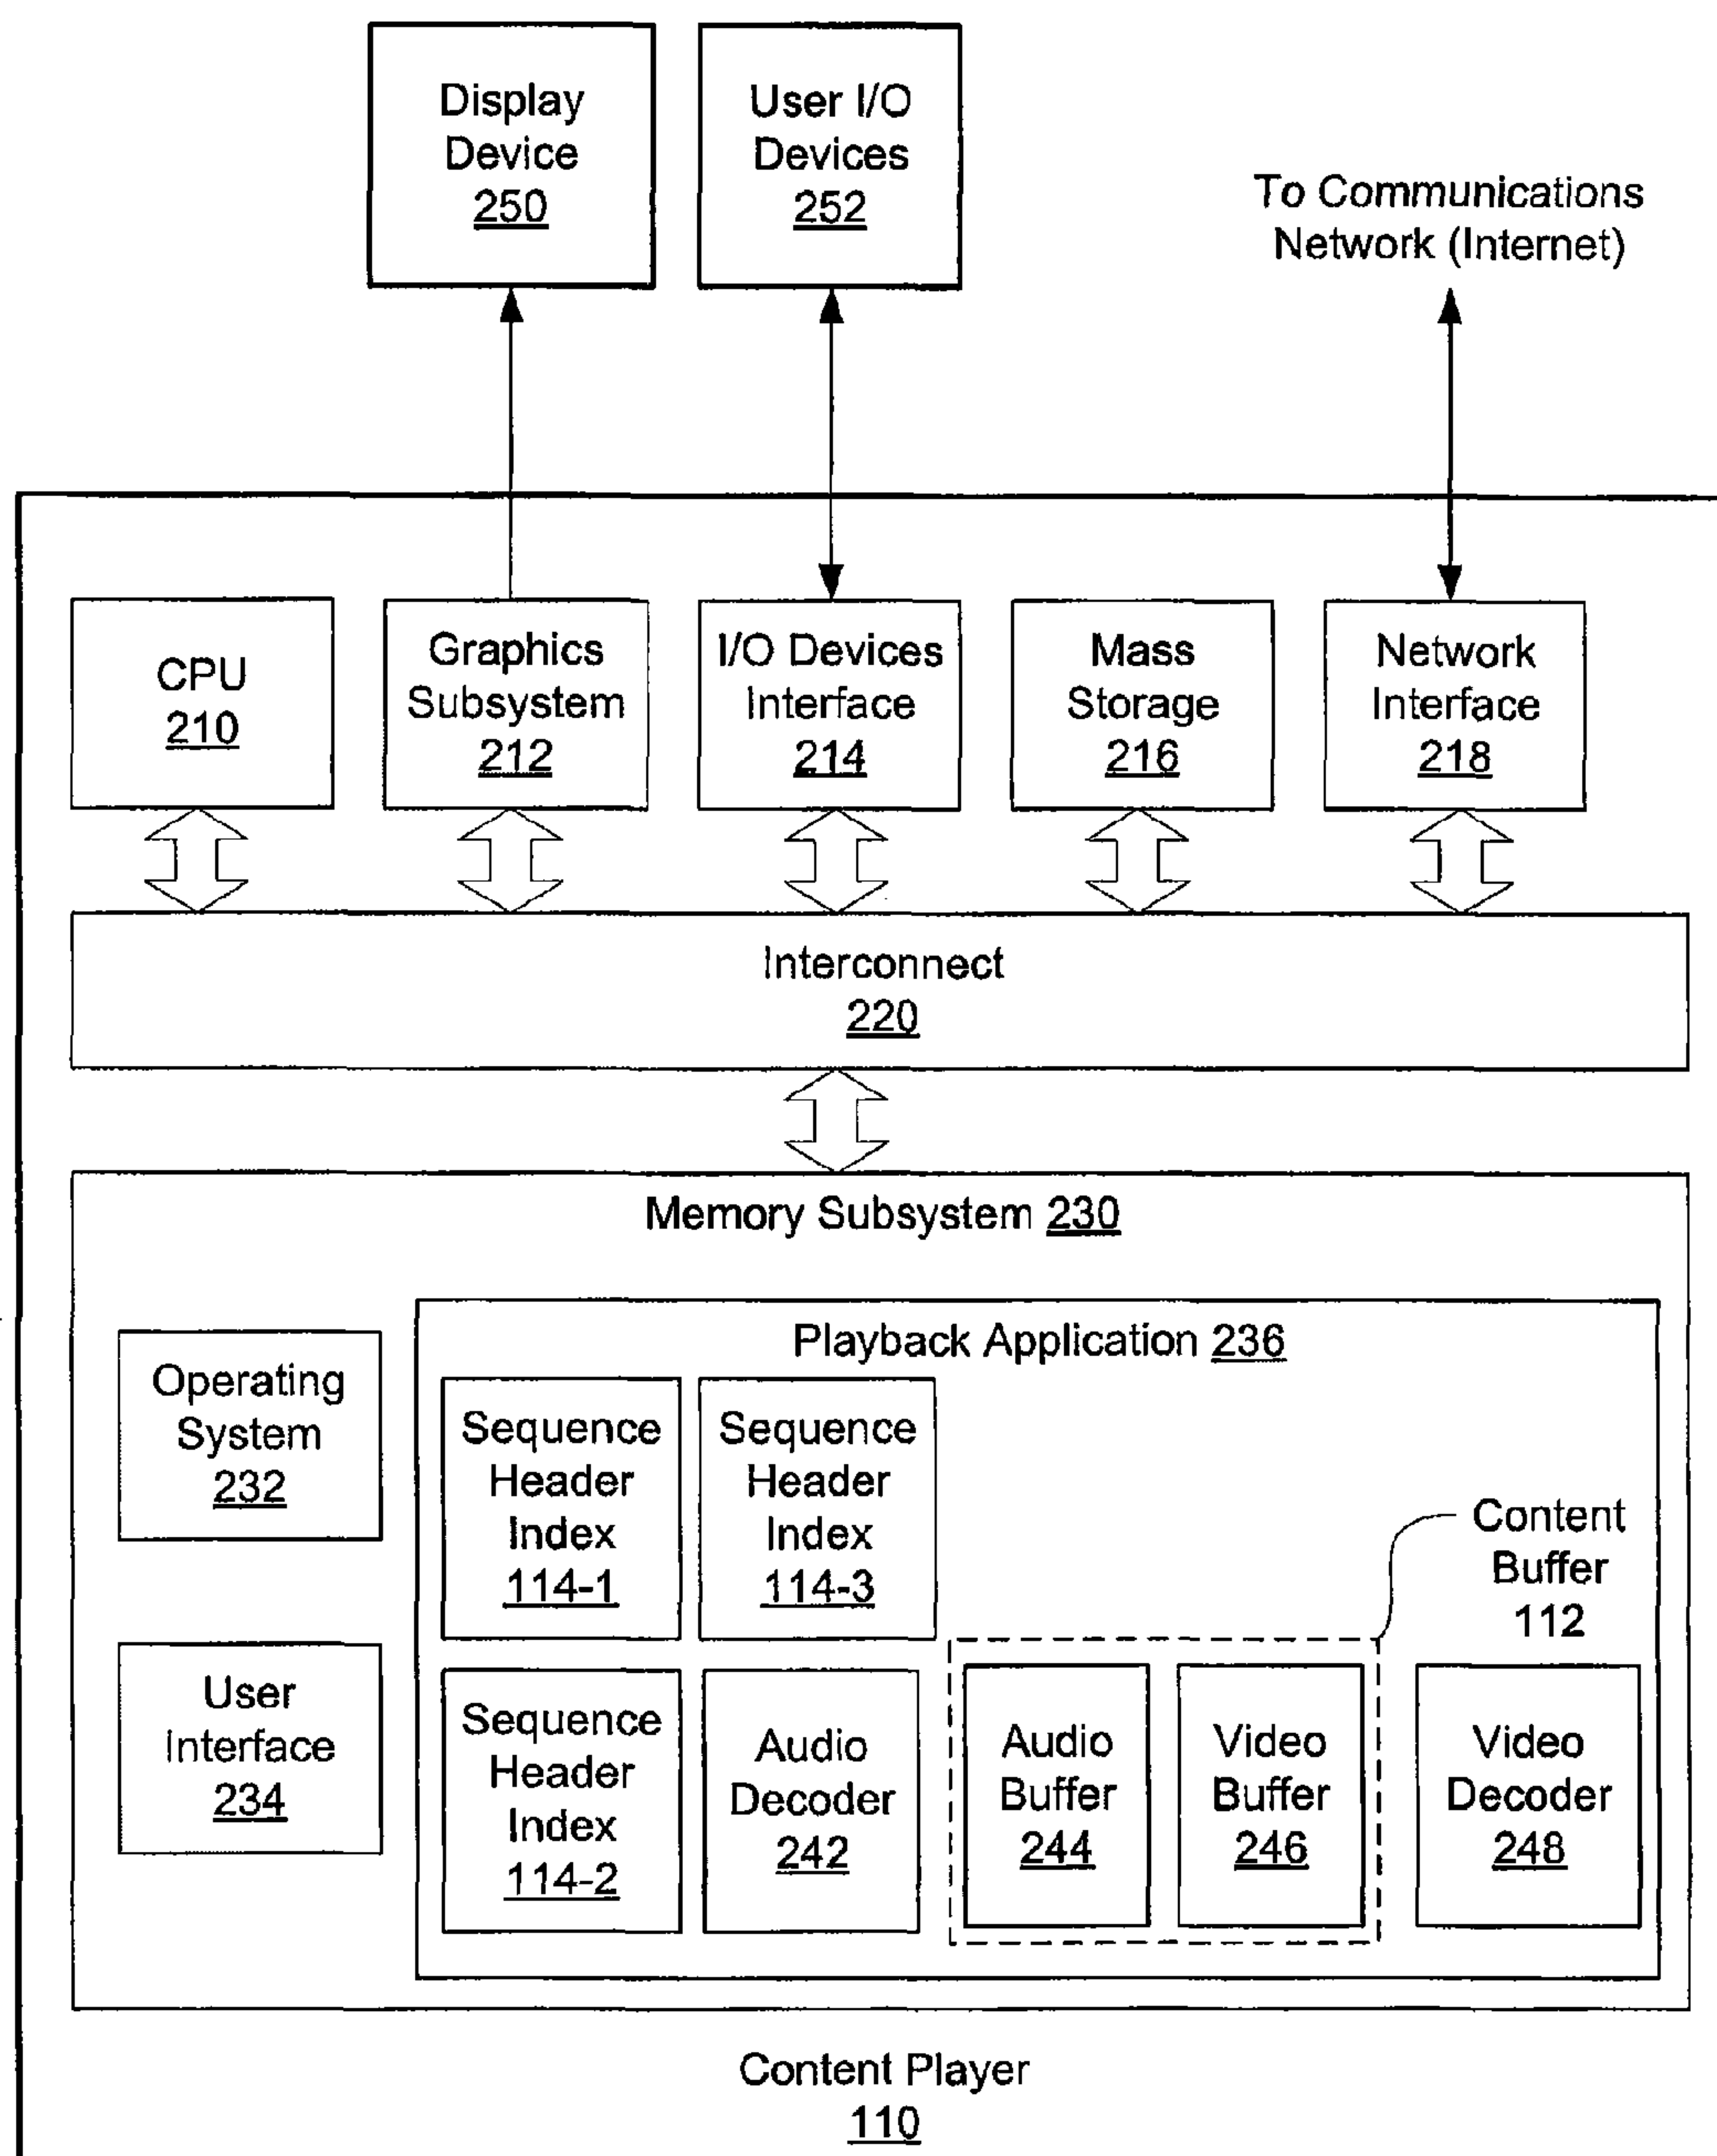 Display
Device
250
User I/O
Devices
252
To Communications
Network (Internet)
CPU
210
Graphics
Subsystem
212
I/O Devices
Interface
214
Mass
Storage
216
Network
Interface
218
Interconnect
220
Memory Subsystem 230
Operating
System
232
User
Interface
234
Playback Application 236
Sequence
Header
Index
114-1
Sequence
Header
Index
114-3
Content
Buffer
112
Sequence
Header
Index
114-2
Audio
Decoder
242
Audio
Buffer
244
Video
Buffer
246
Video
Decoder
248
Content Player
110